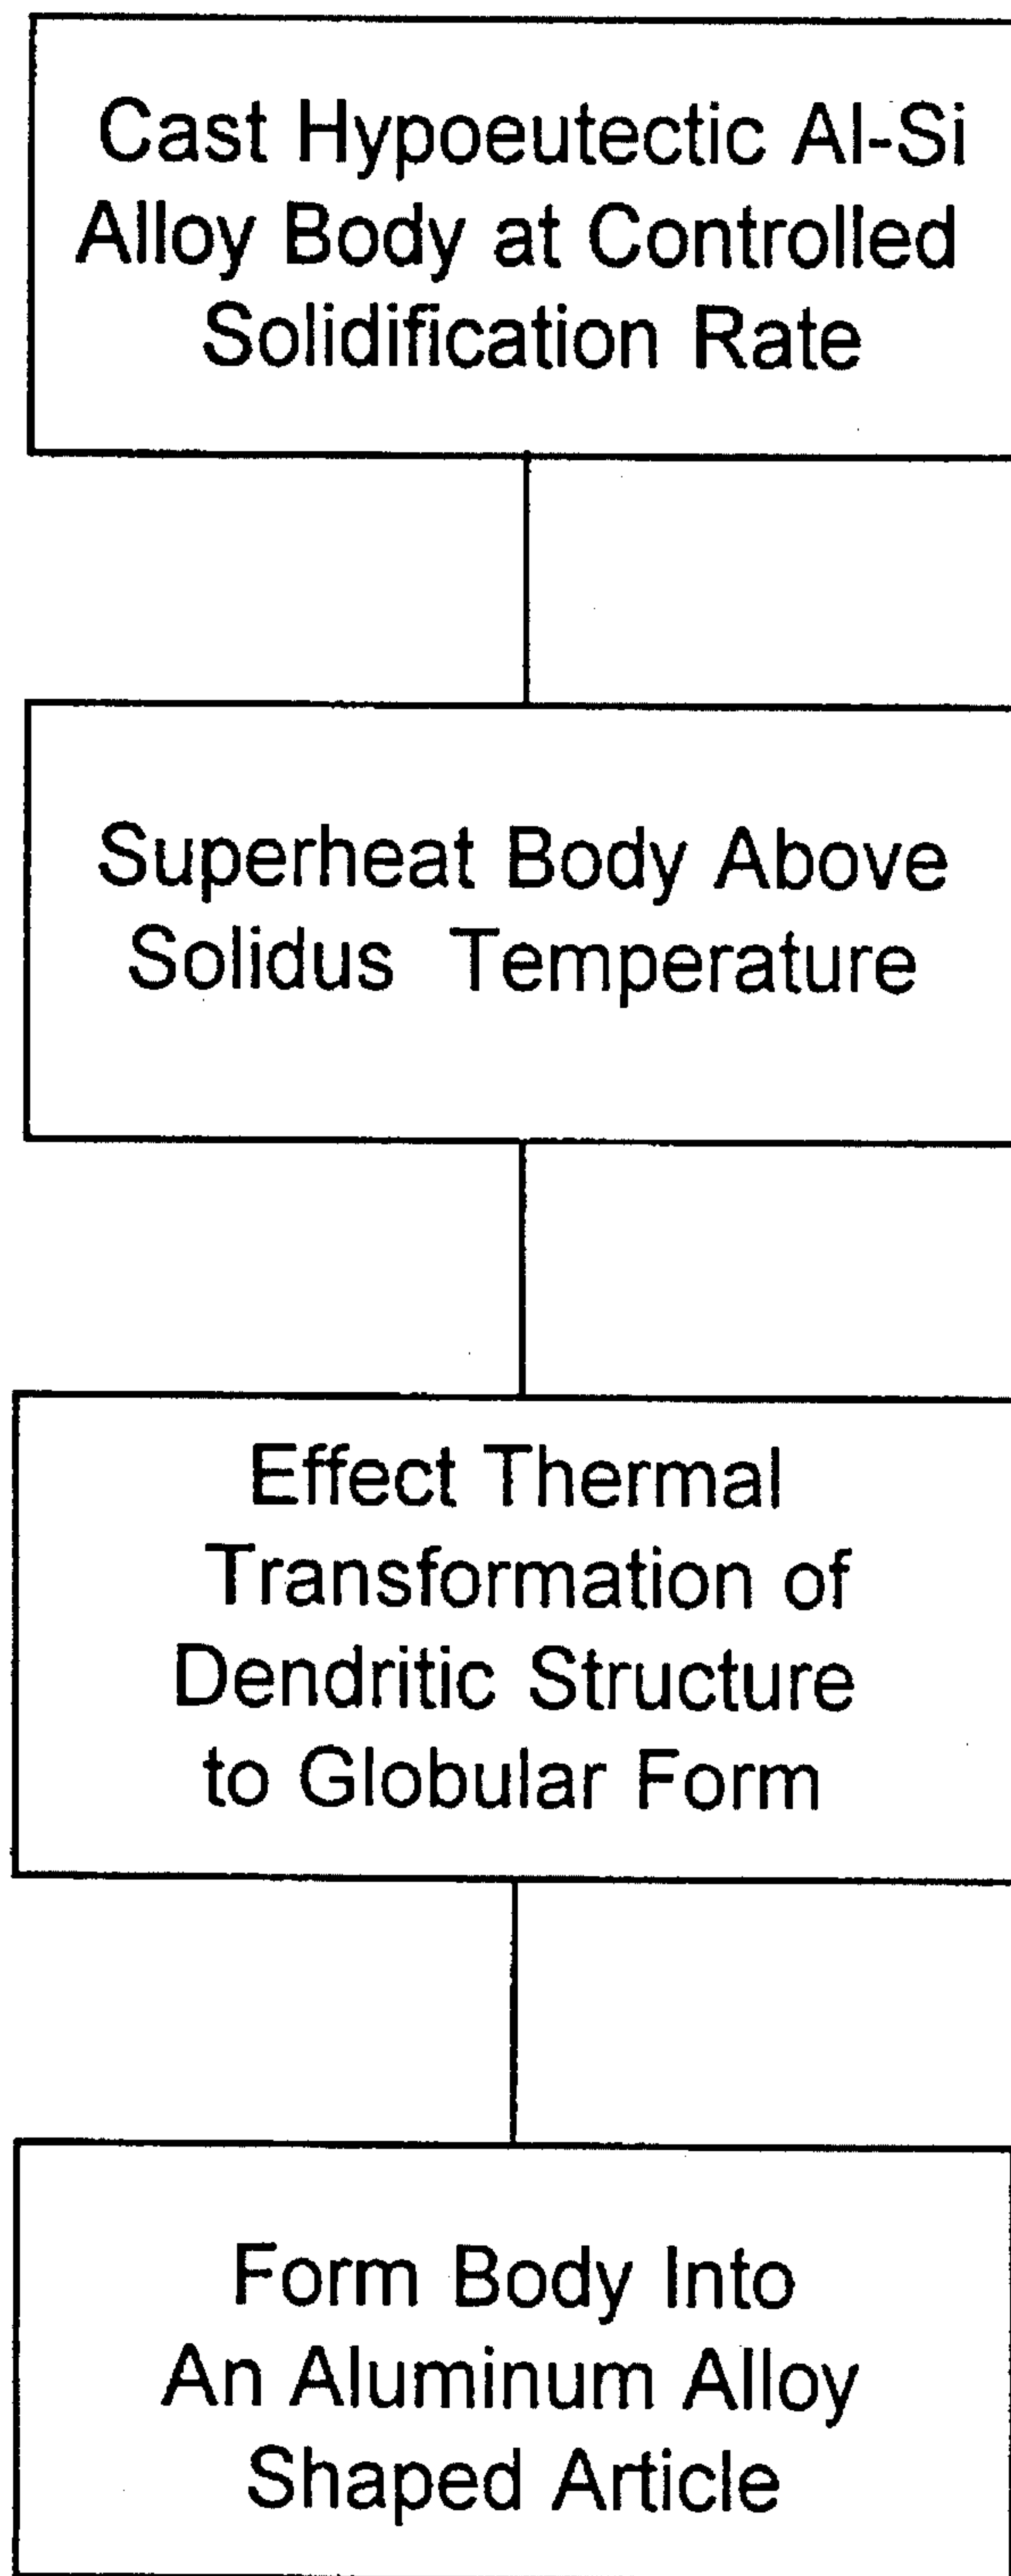 Cast Hypoeutectic Al-Si
Alloy Body at Controlled
Solidification Rate
Superheat Body Above
Solidus Temperature
Effect Thermal
Transformation of
Dendritic Structure
to Globular Form
Form Body Into
An Aluminum Alloy
Shaped Article